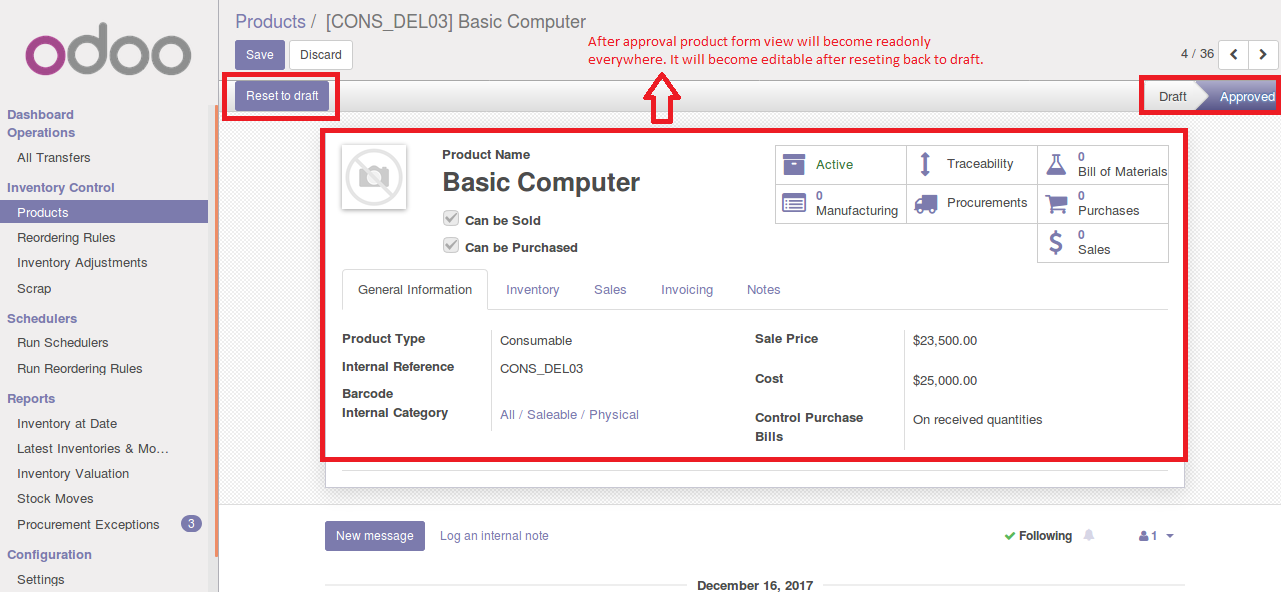 odoo
Dashboard
Operations
All Transfers
Inventory Control
Products
Reordering Rules
Inventory Adjustments
Scrap
Schedulers
Run Schedulers
Run Reordering Rules
Reports
Inventory at Date
Latest Inventories & Mo...
Inventory Valuation
Stock Moves
Procurement Exceptions 3
Configuration
Settings
Products / [CONS_DEL03] Basic Computer
Save Discard
After approval product form view will become readonly
everywhere. It will become editable after reseting back to draft.
4 / 36
Reset to draft
Draft Approved
Product Name
Basic Computer
Can be Sold
Can be Purchased
Active
Traceability
0
Bill of Materials
0
Manufacturing
Procurements
0
Purchases
0
Sales
General Information Inventory Sales Invoicing Notes
Product Type Consumable
Internal Reference CONS_DEL03
Barcode
Internal Category All / Saleable / Physical
Sale Price $23,500.00
Cost $25,000.00
Control Purchase
Bills
On received quantities
New message Log an internal note
Following
1
December 16, 2017